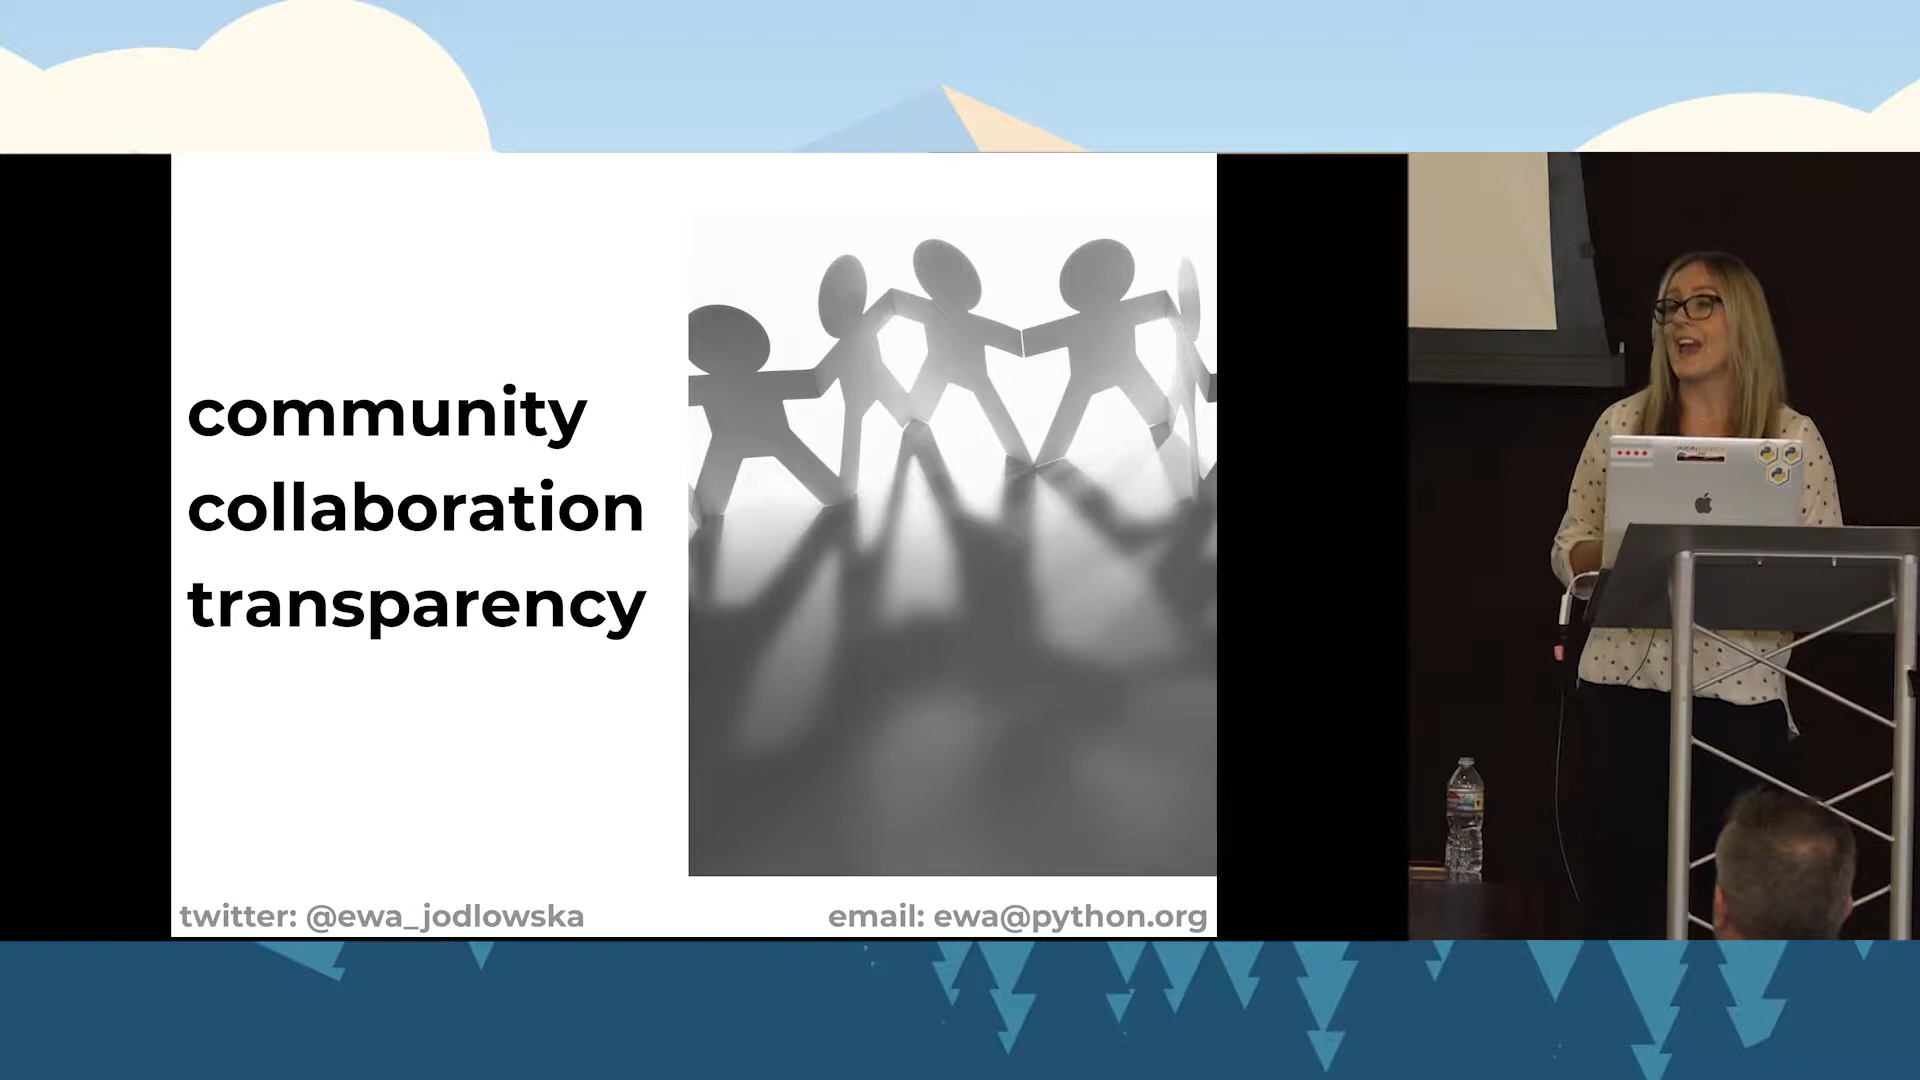 community
collaboration
transparency
twitter: @ewa_jodlowska
email: ewa@python.org